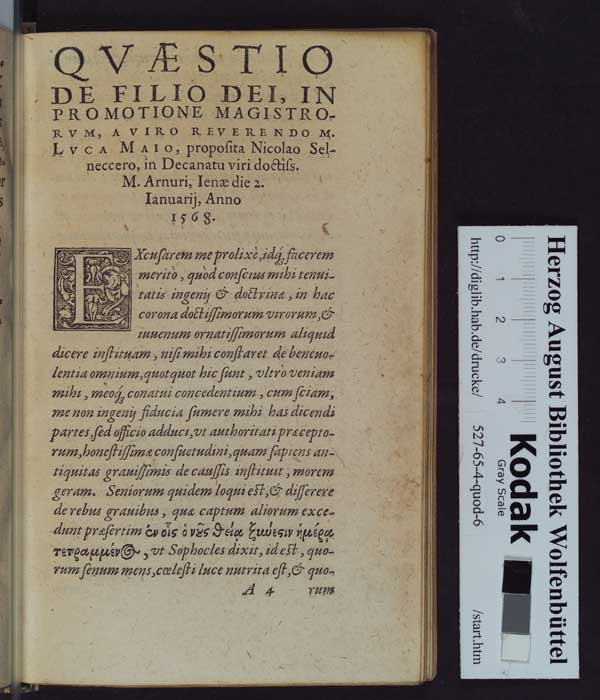 QVÆSTIO
DE FILIO DEI, IN
PROMOTIONE MAGISTRO-
RVM, A VIRO REVERENDO M.
LVCA MAIO, proposita Nicolao Sel-
neccero, in Decanatu viri doctiss.
M. Arnuri, Ienæ die 2.
Ianuarij, Anno
1568.
EXcusarem me prolixè, idq́; facerem
merito, quòd conscius mihi tenui-
tatis ingenij & doctrinæ, in hac
corona doctissimorum virorum, &
iuuenum ornatissimorum aliquid
dicere instituam, nisi mihi constaret de beneuo-
lentia omnium, quotquot hic sunt, vltro veniam
mihi, meoq́; conatui concedentium, cum sciam,
me non ingenij fiducia sumere mihi has dicendi
partes, sed officio adduci, vt authoritati præcepto-
rum, honestissimæ consuetudini, quam sapiens an-
tiquitas grauissimis de caussis instituit, morem
geram. Seniorum quidem loqui est, & disserere
de rebus grauibus, quæ captum aliorum exce-
dunt præsertim ὁν οἷς ὁ νȣ͂ς θεία ξυνεσιν ἡμέρᾳ
τετραμμένος, vt Sophocles dixit, id est, quo-
rum senum mens, cœlesti luce nutrita est, & quo-
A 4 rum
0 1 2 3 4
Herzog August Bibliothek Wolfenbüttel
http://diglib.hab.de/drucke/ 527-65-4-quod-6 /start.htm
Kodak
Gray Scale